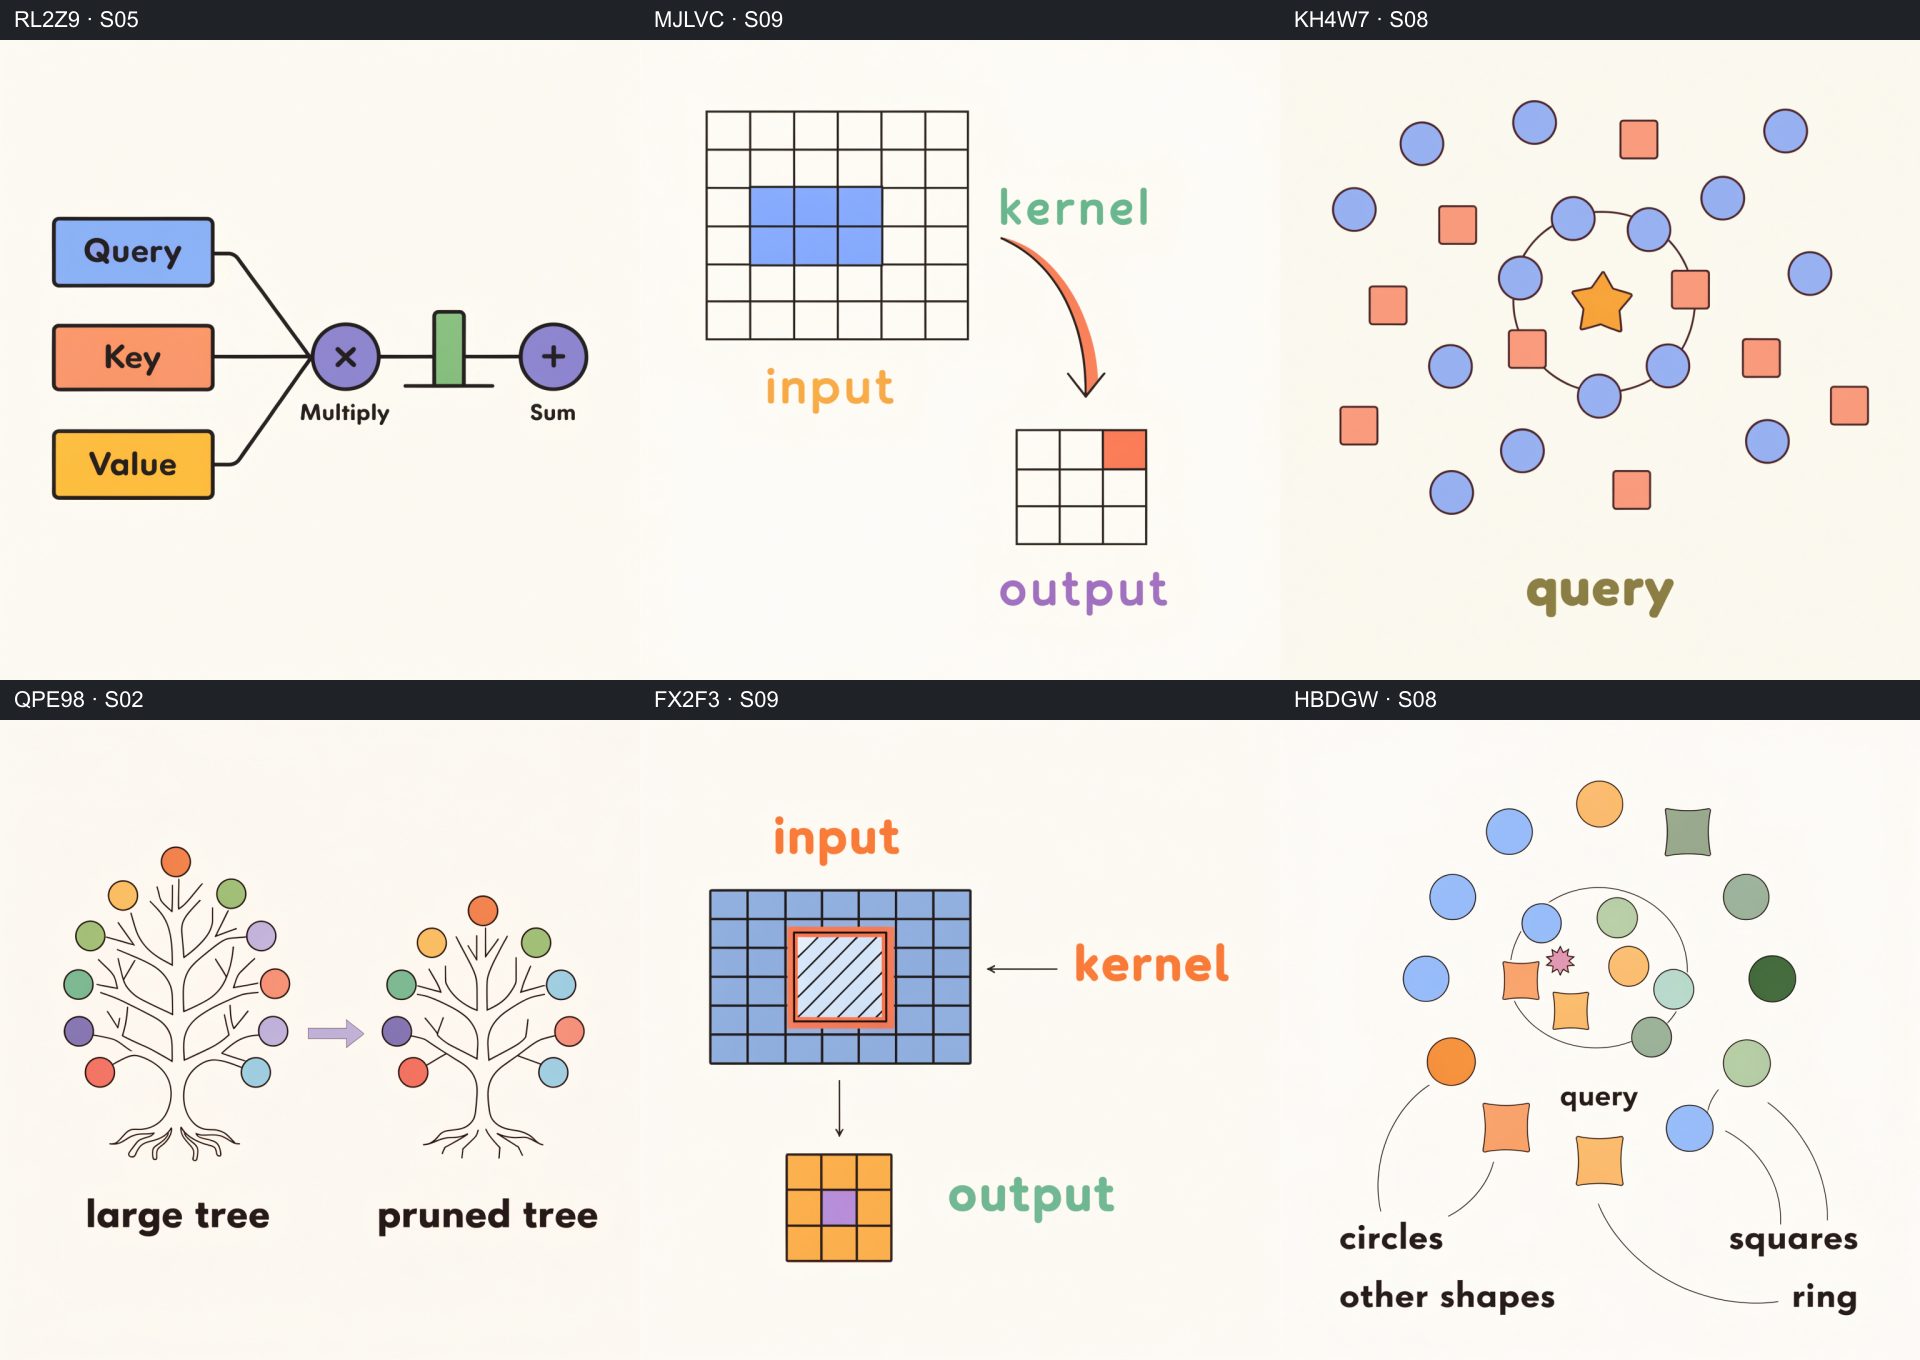 RL2Z9 · S05
MJLVC · S09
KH4W7 · S08
Query
Key
Value
×
Multiply
+
Sum
kernel
input
output
query
QPE98 · S02
FX2F3 · S09
HBDGW · S08
large tree
pruned tree
input
kernel
output
query
circles
squares
other shapes
ring